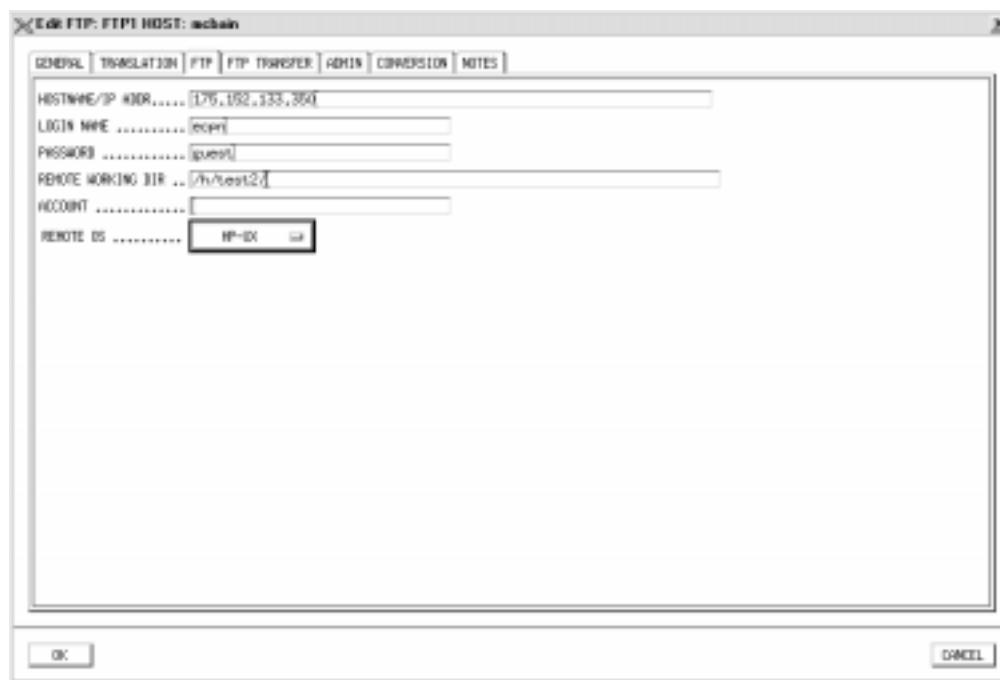 Edit FTP: FTP1 HOST: mcbain
GENERAL TRANSLATION FTP FTP TRANSFER ADMIN CONVERSION NOTES
HOSTNAME/IP ADDR..... 175.152.133.350
LOGIN NAME .......... ecpn
PASSWORD ............ guest
REMOTE WORKING DIR .. /h/test2/
ACCOUNT .............
REMOTE OS .......... HP-UX
OK CANCEL